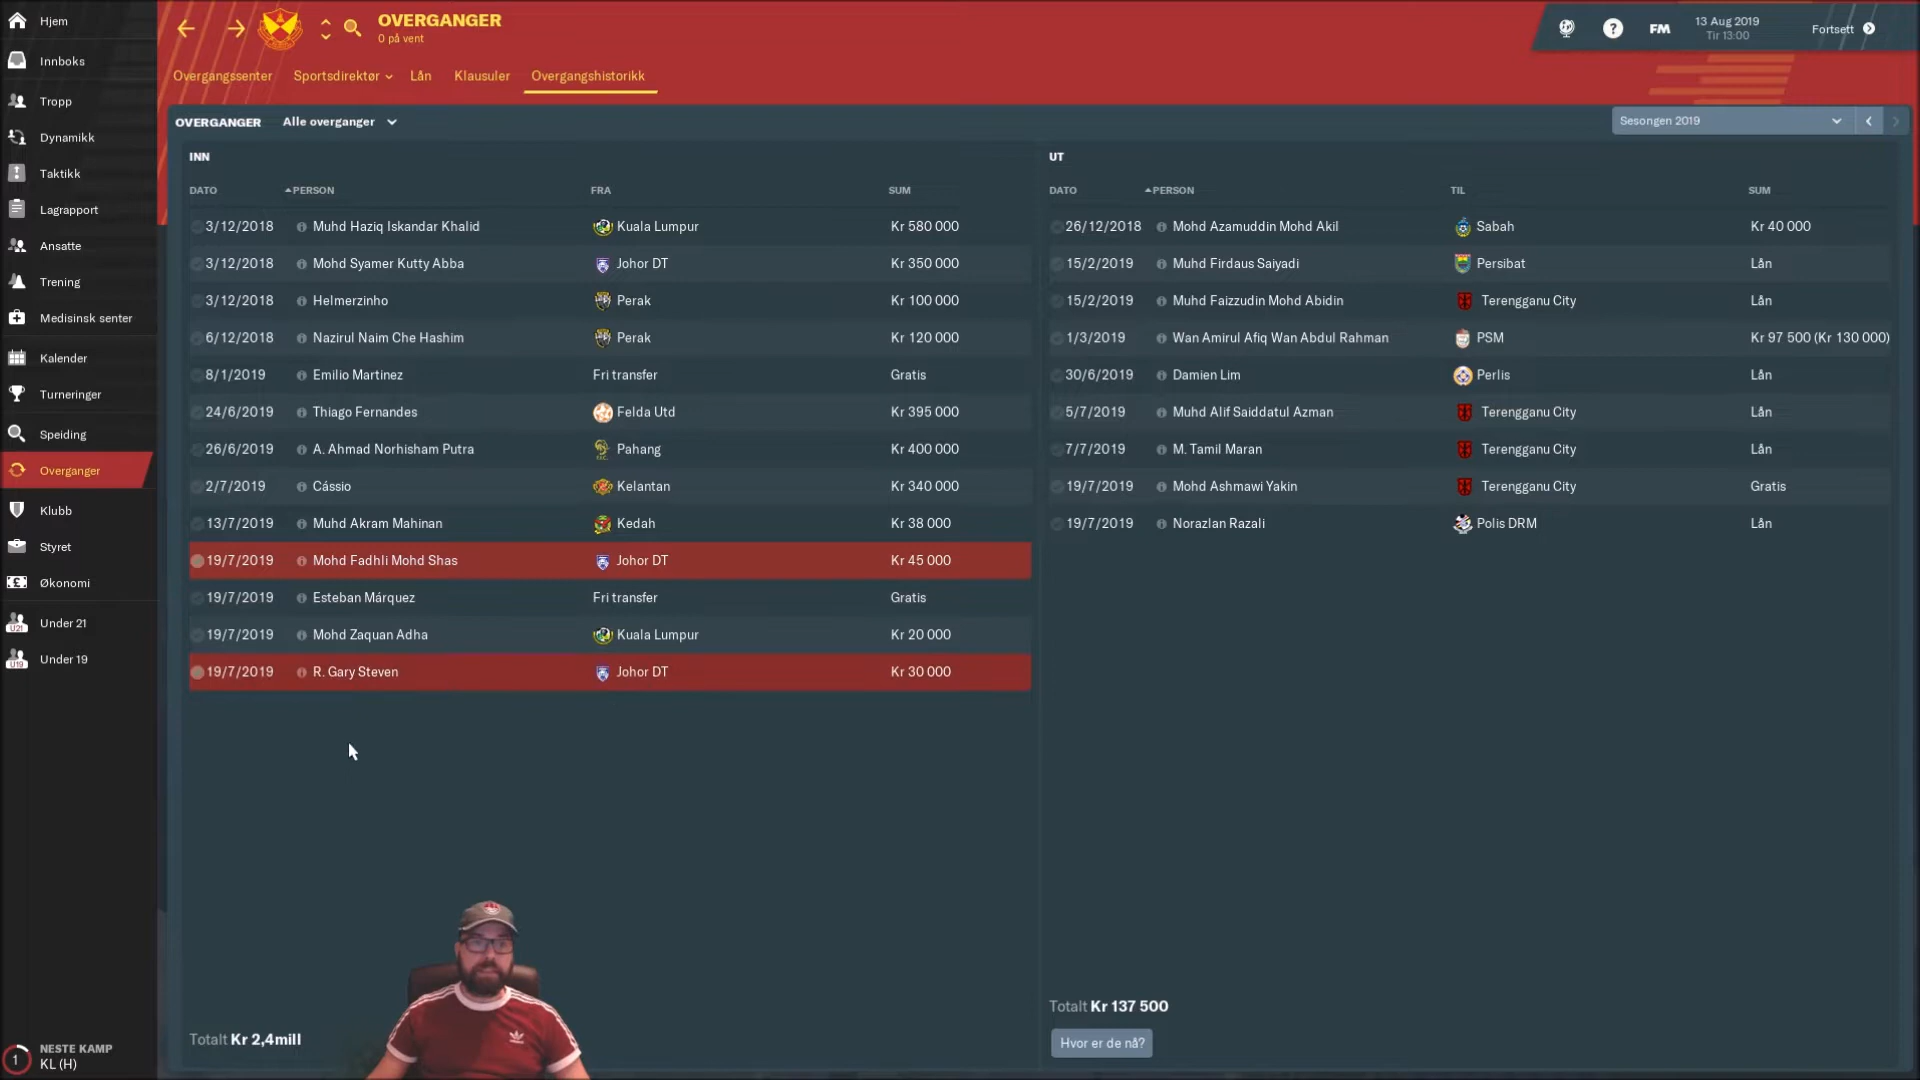 Hjem
Innboks
Tropp
Dynamikk
Taktikk
Lagrapport
Ansatte
Trening
Medisinsk senter
Kalender
Turneringer
Speiding
Overganger
Klubb
Styret
Økonomi
Under 21
Under 19
NESTE KAMP
1 KL (H)
OVERGANGER
0 på vent
FM
13 Aug 2019
Tir 13:00
Fortsett
Overgangssenter Sportsdirektør Lån Klausuler Overgangshistorikk
OVERGANGER Alle overganger
Sesongen 2019
INN
DATO PERSON FRA SUM
3/12/2018 Muhd Haziq Iskandar Khalid Kuala Lumpur Kr 580 000
3/12/2018 Mohd Syamer Kutty Abba Johor DT Kr 350 000
3/12/2018 Helmerzinho Perak Kr 100 000
6/12/2018 Nazirul Naim Che Hashim Perak Kr 120 000
8/1/2019 Emilio Martinez Fri transfer Gratis
24/6/2019 Thiago Fernandes Felda Utd Kr 395 000
26/6/2019 A. Ahmad Norhisham Putra Pahang Kr 400 000
2/7/2019 Cássio Kelantan Kr 340 000
13/7/2019 Muhd Akram Mahinan Kedah Kr 38 000
19/7/2019 Mohd Fadhli Mohd Shas Johor DT Kr 45 000
19/7/2019 Esteban Márquez Fri transfer Gratis
19/7/2019 Mohd Zaquan Adha Kuala Lumpur Kr 20 000
19/7/2019 R. Gary Steven Johor DT Kr 30 000
Totalt Kr 2,4mill
UT
DATO PERSON TIL SUM
26/12/2018 Mohd Azamuddin Mohd Akil Sabah Kr 40 000
15/2/2019 Muhd Firdaus Saiyadi Persibat Lån
15/2/2019 Muhd Faizzudin Mohd Abidin Terengganu City Lån
1/3/2019 Wan Amirul Afiq Wan Abdul Rahman PSM Kr 97 500 (Kr 130 000)
30/6/2019 Damien Lim Perlis Lån
5/7/2019 Muhd Alif Saiddatul Azman Terengganu City Lån
7/7/2019 M. Tamil Maran Terengganu City Lån
19/7/2019 Mohd Ashmawi Yakin Terengganu City Gratis
19/7/2019 Norazlan Razali Polis DRM Lån
Totalt Kr 137 500
Hvor er de nå?